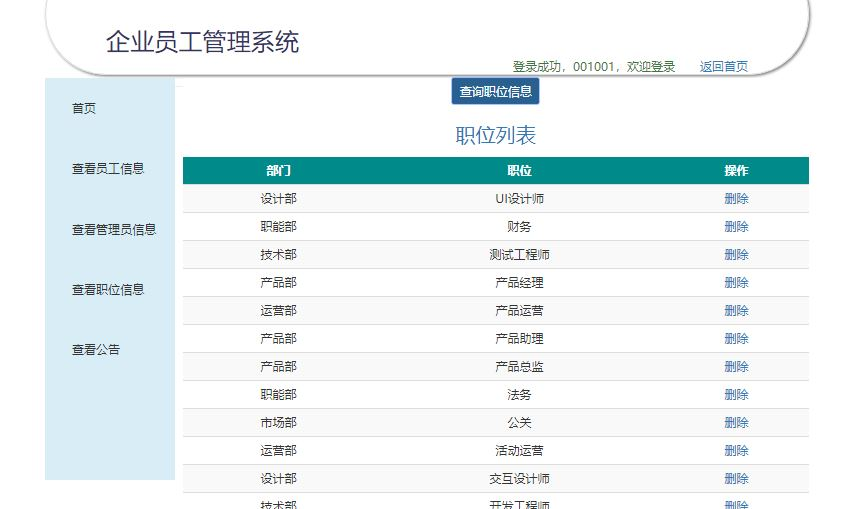 企业员工管理系统
登录成功，001001，欢迎登录 返回首页
首页
查看员工信息
查看管理员信息
查看职位信息
查看公告
查询职位信息
职位列表
部门 职位 操作
设计部 UI设计师 删除
职能部 财务 删除
技术部 测试工程师 删除
产品部 产品经理 删除
运营部 产品运营 删除
产品部 产品助理 删除
产品部 产品总监 删除
职能部 法务 删除
市场部 公关 删除
运营部 活动运营 删除
设计部 交互设计师 删除
技术部 开发工程师 删除